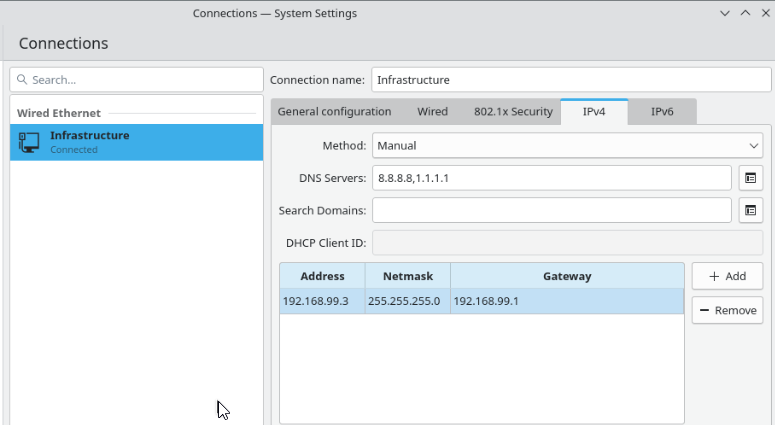 Connections — System Settings
Connections
Search...
Connection name: Infrastructure
Wired Ethernet
Infrastructure
Connected
General configuration Wired 802.1x Security IPv4 IPv6
Method: Manual
DNS Servers: 8.8.8.8,1.1.1.1
Search Domains:
DHCP Client ID:
Address Netmask Gateway
192.168.99.3 255.255.255.0 192.168.99.1
Add
Remove